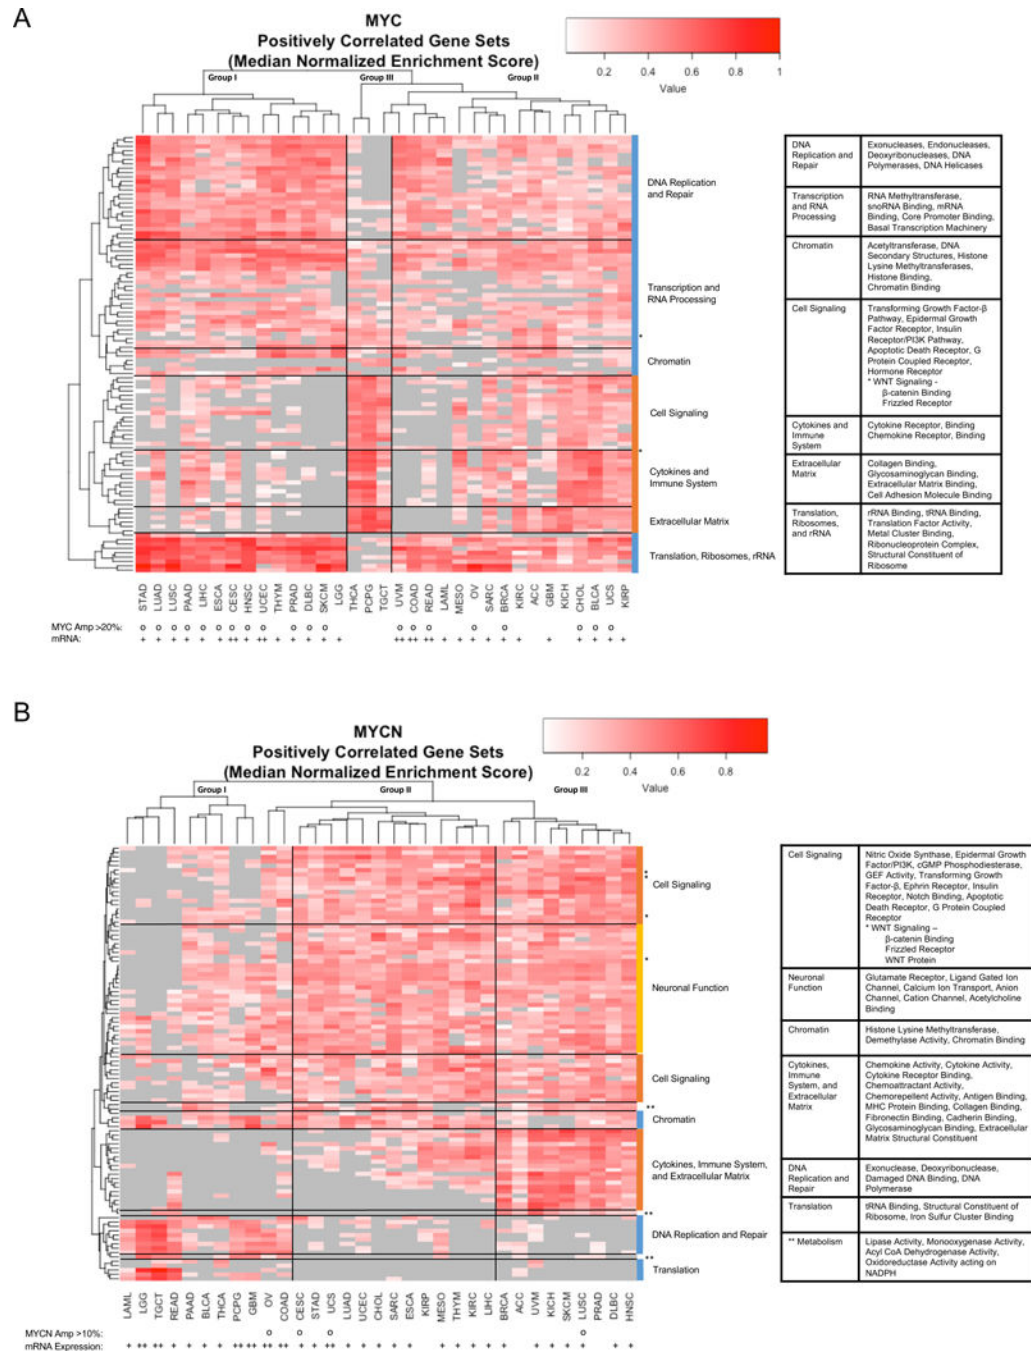 A
MYC
Positively Correlated Gene Sets
(Median Normalized Enrichment Score)
0.2 0.4 0.6 0.8 1
Value
Group I Group III Group II
DNA Replication
and Repair
Transcription and
RNA Processing
*
Chromatin
Cell Signaling
*
Cytokines and
Immune System
Extracellular Matrix
Translation, Ribosomes, rRNA
DNA
Replication and
Repair
Exonucleases, Endonucleases,
Deoxyribonucleases, DNA
Polymerases, DNA Helicases
Transcription
and RNA
Processing
RNA Methyltransferase,
snoRNA Binding, mRNA
Binding, Core Promoter Binding,
Basal Transcription Machinery
Chromatin
Acetyltransferase, DNA
Secondary Structures, Histone
Lysine Methyltransferases,
Histone Binding,
Chromatin Binding
Cell Signaling
Transforming Growth Factor-β
Pathway, Epidermal Growth
Factor Receptor, Insulin
Receptor/PI3K Pathway,
Apoptotic Death Receptor, G
Protein Coupled Receptor,
Hormone Receptor
* WNT Signaling -
β-catenin Binding
Frizzled Receptor
Cytokines and
Immune
System
Cytokine Receptor, Binding
Chemokine Receptor, Binding
Extracellular
Matrix
Collagen Binding,
Glycosaminoglycan Binding,
Extracellular Matrix Binding,
Cell Adhesion Molecule Binding
Translation,
Ribosomes,
and rRNA
rRNA Binding, tRNA Binding,
Translation Factor Activity,
Metal Cluster Binding,
Ribonucleoprotein Complex,
Structural Constituent of
Ribosome
STAD LUAD LUSC PAAD LIHC ESCA CESC HNSC UCEC THYM PRAD DLBC SKCM LGG THCA PCPG TGCT UVM COAD READ LAML MESO OV SARC BRCA KIRC ACC GBM KICH CHOL BLCA UCS KIRP
MYC Amp >20%: o o o o o o o o o o o o o o o o o o o o
mRNA: + + + + + + ++ + ++ + + + + + ++ ++ ++ + + + + + + + + + + +
B
MYCN
Positively Correlated Gene Sets
(Median Normalized Enrichment Score)
0.2 0.4 0.6 0.8
Value
Group I Group II Group III
*
*
Cell Signaling
*
*
Neuronal Function
Cell Signaling
**
Chromatin
Cytokines, Immune System,
and Extracellular Matrix
**
DNA Replication and Repair
**
Translation
Cell Signaling
Nitric Oxide Synthase, Epidermal Growth
Factor/PI3K, cGMP Phosphodiesterase,
GEF Activity, Transforming Growth
Factor-β, Ephrin Receptor, Insulin
Receptor, Notch Binding, Apoptotic
Death Receptor, G Protein Coupled
Receptor
* WNT Signaling –
β-catenin Binding
Frizzled Receptor
WNT Protein
Neuronal
Function
Glutamate Receptor, Ligand Gated Ion
Channel, Calcium Ion Transport, Anion
Channel, Cation Channel, Acetylcholine
Binding
Chromatin
Histone Lysine Methyltransferase,
Demethylase Activity, Chromatin Binding
Cytokines,
Immune
System, and
Extracellular
Matrix
Chemokine Activity, Cytokine Activity,
Cytokine Receptor Binding,
Chemoattractant Activity,
Chemorepellent Activity, Antigen Binding,
MHC Protein Binding, Collagen Binding,
Fibronectin Binding, Cadherin Binding,
Glycosaminoglycan Binding, Extracellular
Matrix Structural Constituent
DNA
Replication and
Repair
Exonuclease, Deoxyribonuclease,
Damaged DNA Binding, DNA
Polymerase
Translation
tRNA Binding, Structural Constituent of
Ribosome, Iron Sulfur Cluster Binding
** Metabolism
Lipase Activity, Monooxygenase Activity,
Acyl CoA Dehydrogenase Activity,
Oxidoreductase Activity acting on
NADPH
LAML LGG TGCT READ PAAD BLCA THCA PCPG GBM OV COAD CESC STAD UCS LUAD UCEC CHOL SARC ESCA KIRP MESO THYM KIRC LIHC BRCA ACC UVM KICH SKCM LUSC PRAD DLBC HNSC
MYCN Amp >10%: o o o o
mRNA Expression: + ++ ++ + + + + ++ ++ ++ ++ + + ++ + + + + + + + + + + + + + + + +